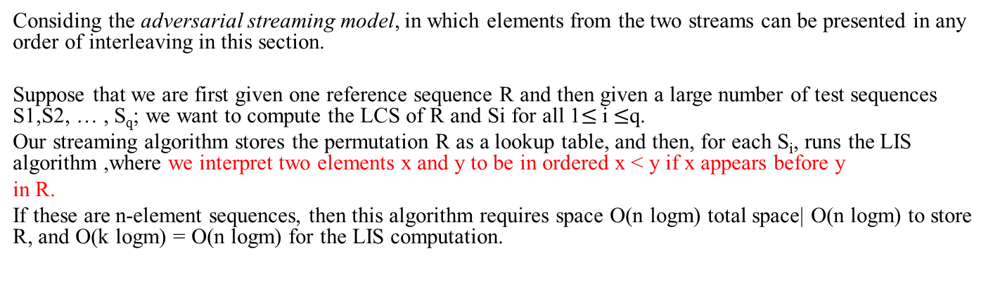 Considing the adversarial streaming model, in which elements from the two streams can be presented in any
order of interleaving in this section.
Suppose that we are first given one reference sequence R and then given a large number of test sequences
S1,S2, … , Sq; we want to compute the LCS of R and Si for all 1≤ i ≤q.
Our streaming algorithm stores the permutation R as a lookup table, and then, for each Si, runs the LIS
algorithm ,where we interpret two elements x and y to be in ordered x < y if x appears before y
in R.
If these are n-element sequences, then this algorithm requires space O(n logm) total space| O(n logm) to store
R, and O(k logm) = O(n logm) for the LIS computation.